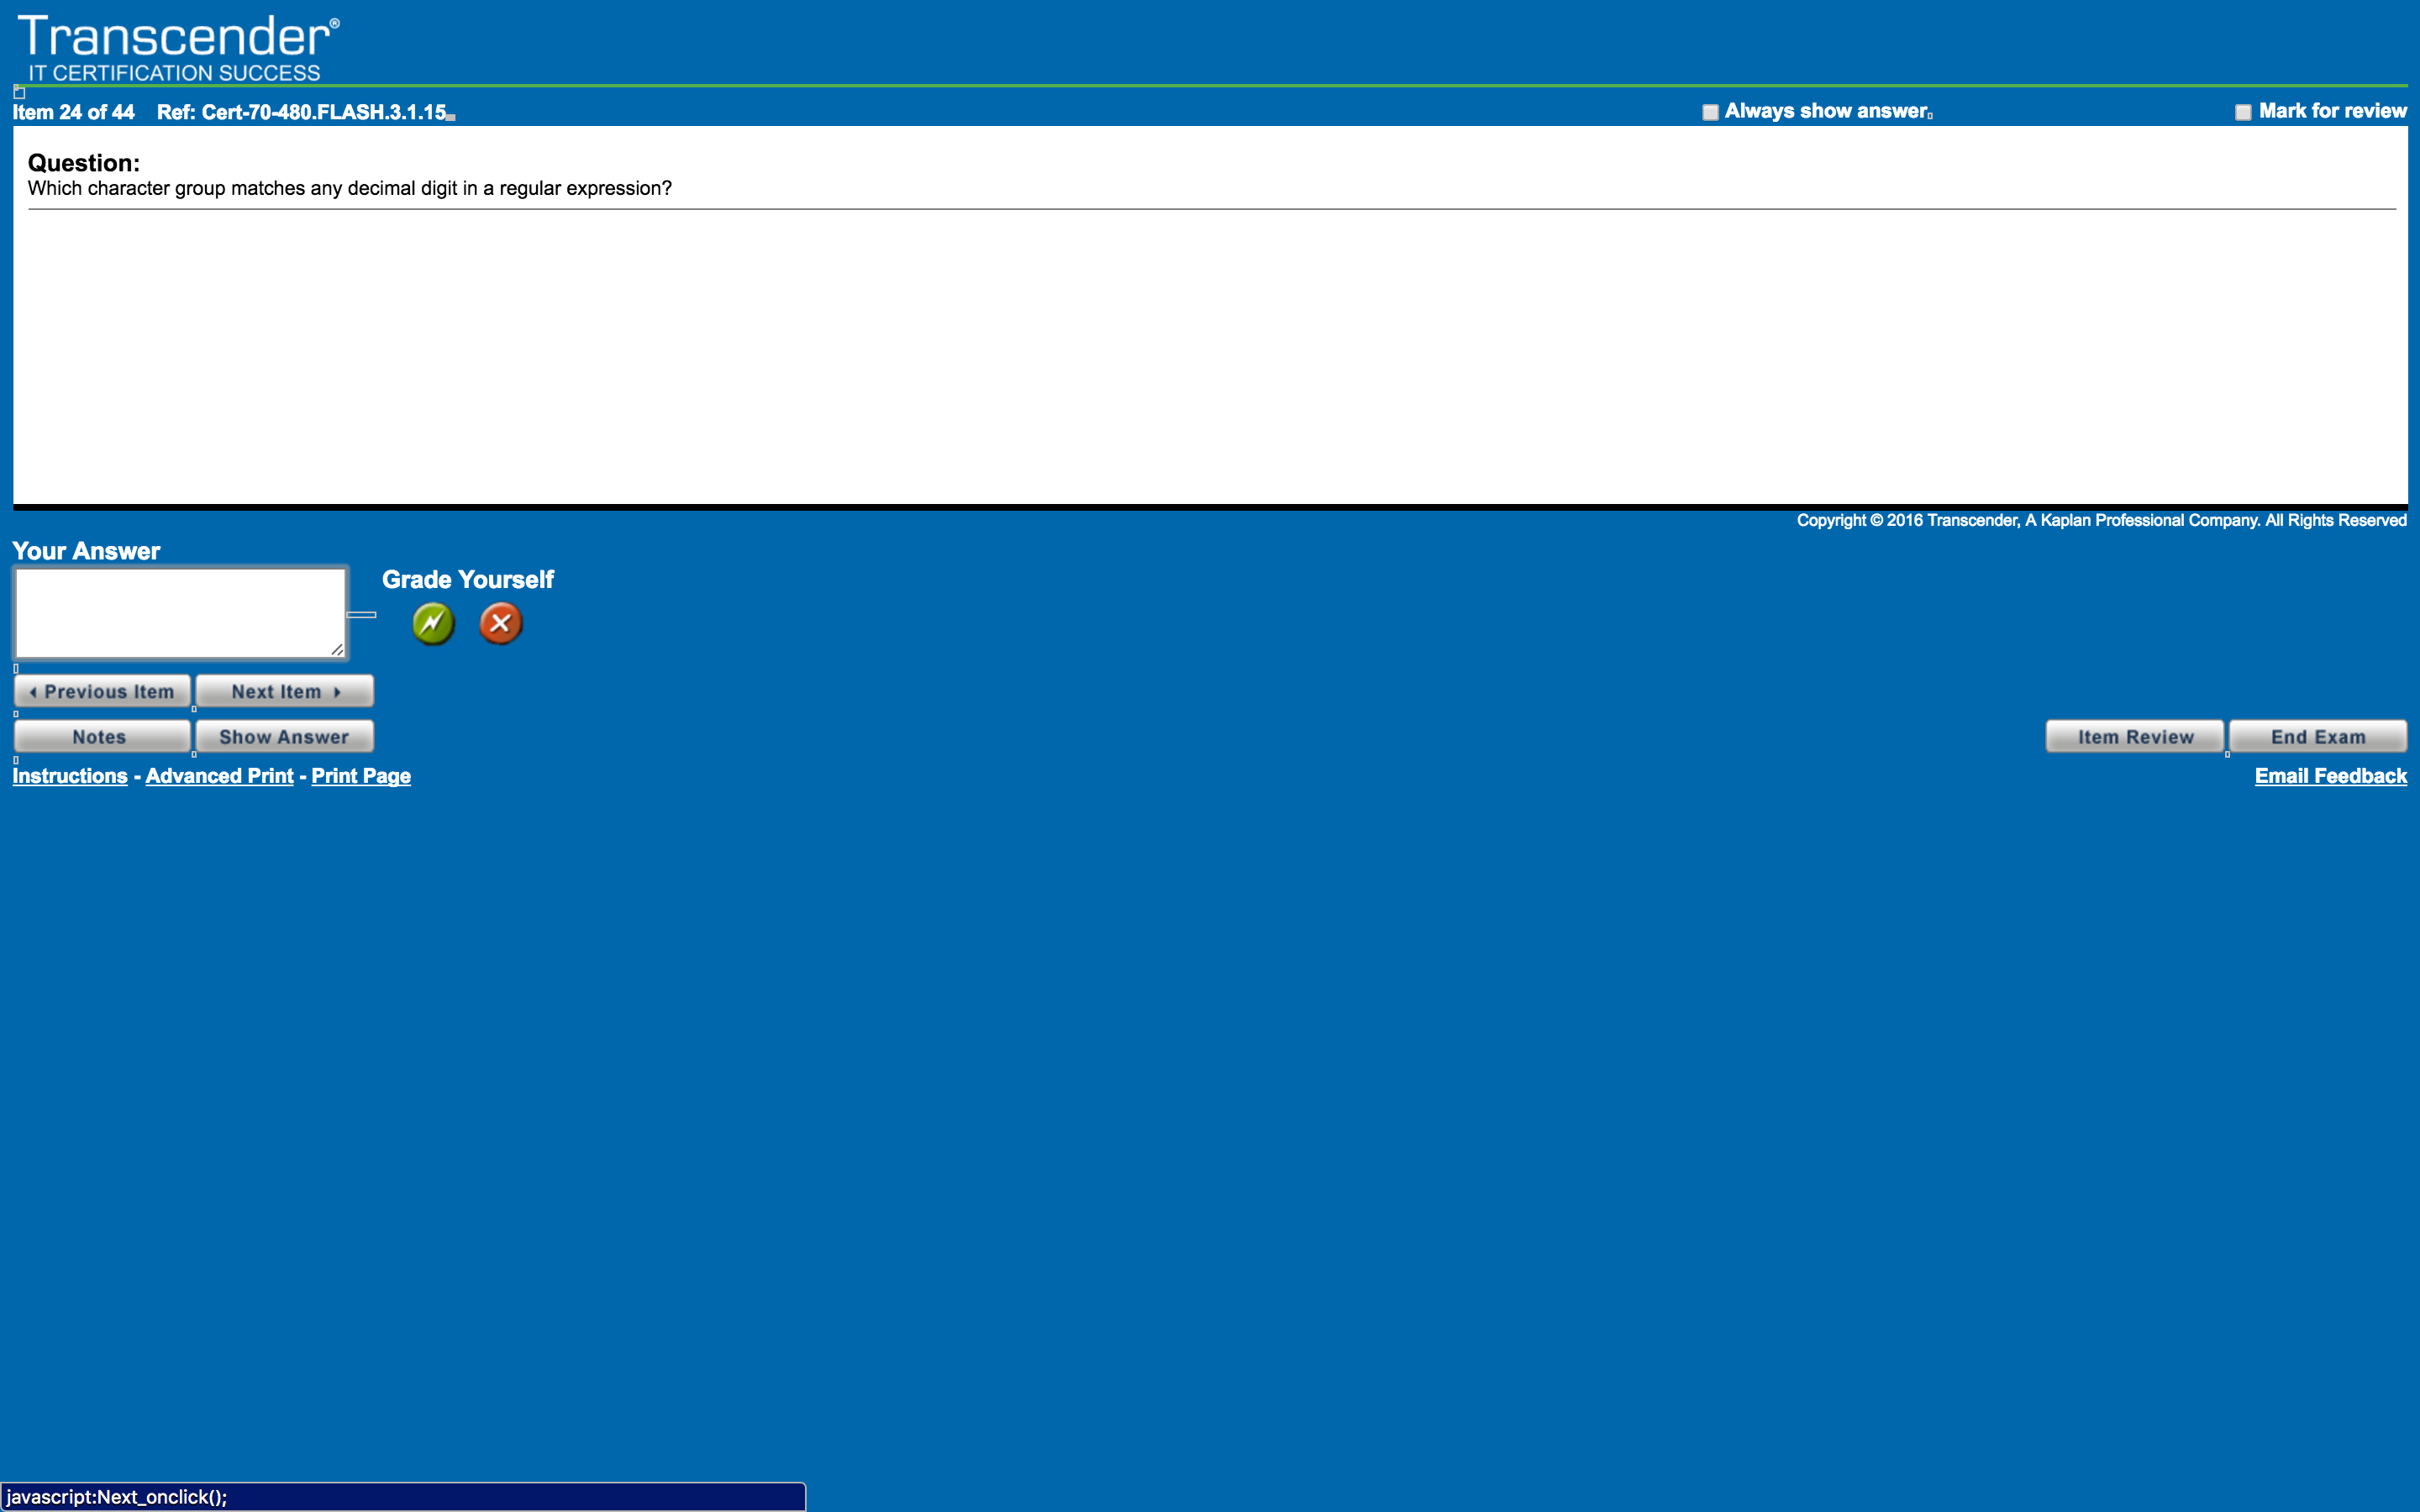 Transcender®
IT CERTIFICATION SUCCESS
Item 24 of 44 Ref: Cert-70-480.FLASH.3.1.15 Always show answer Mark for review
Question:
Which character group matches any decimal digit in a regular expression?
Copyright © 2016 Transcender, A Kaplan Professional Company. All Rights Reserved
Your Answer
Grade Yourself
Previous Item Next Item
Notes Show Answer Item Review End Exam
Instructions - Advanced Print - Print Page Email Feedback
javascript:Next_onclick();